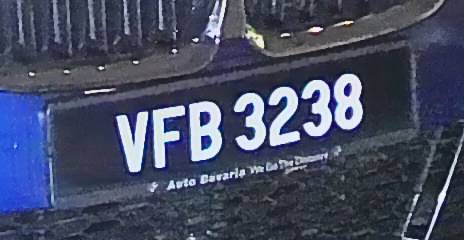 VFB 3238
Auto Bavaria We Go The Distance